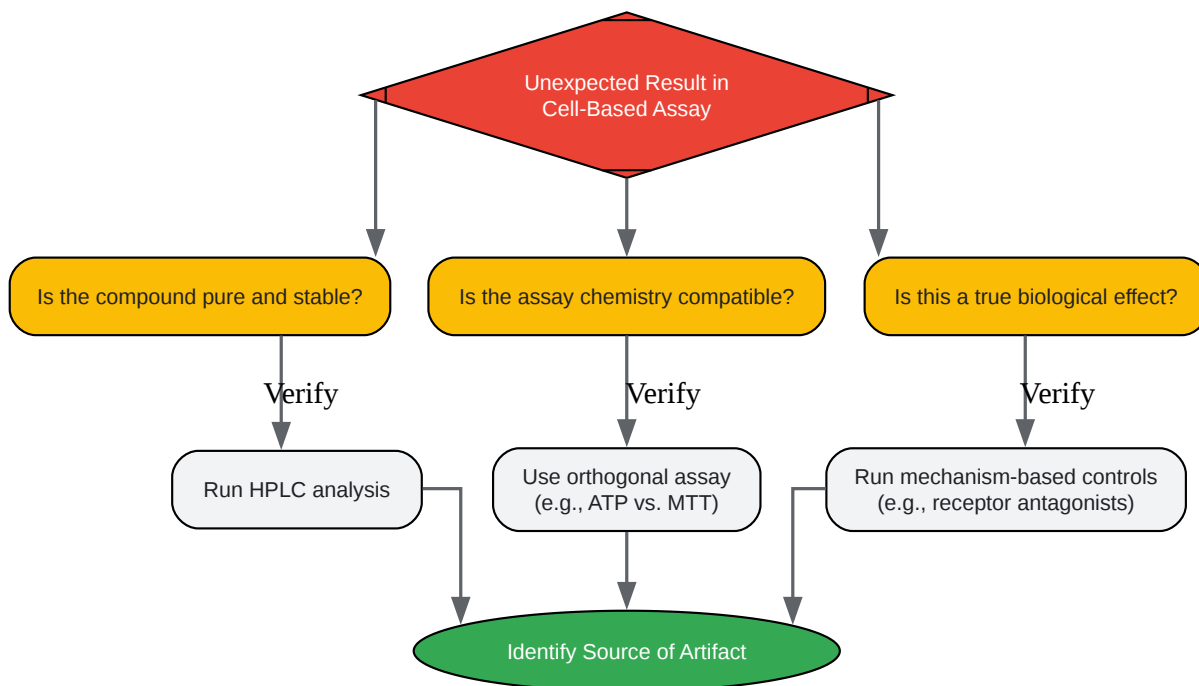 Unexpected Result in
Cell-Based Assay
Is the compound pure and stable?
Is the assay chemistry compatible?
Is this a true biological effect?
Verify
Verify
Verify
Run HPLC analysis
Use orthogonal assay
(e.g., ATP vs. MTT)
Run mechanism-based controls
(e.g., receptor antagonists)
Identify Source of Artifact